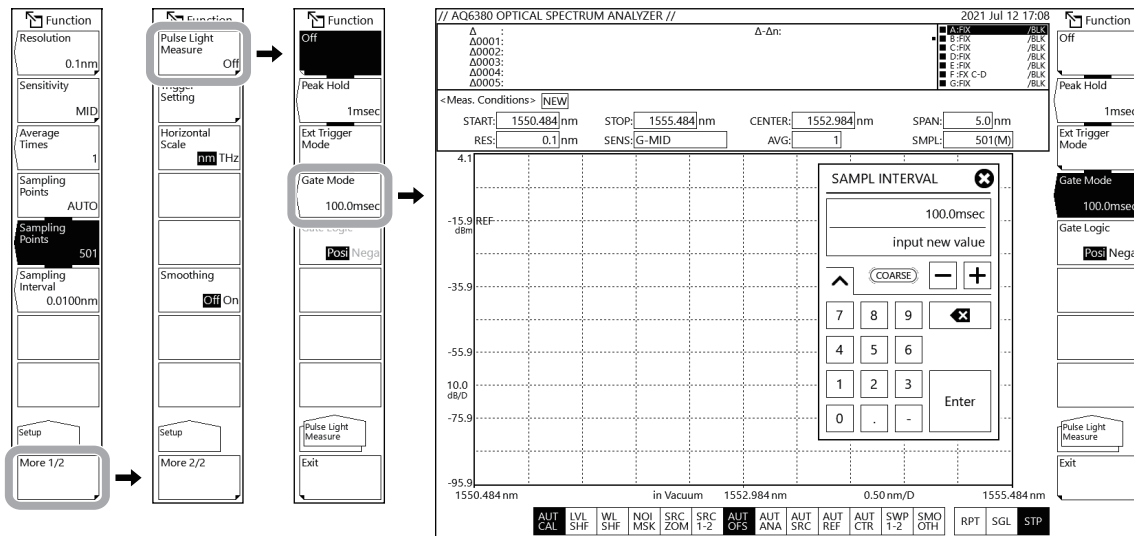 Function
Resolution
0.1nm
Sensitivity
MID
Average
Times
1
Sampling
Points
AUTO
Sampling
Points
501
Sampling
Interval
0.0100nm
Setup
More 1/2
Function
Pulse Light
Measure
Off
Trigger
Setting
Horizontal
Scale
nm THz
Smoothing
Off On
Setup
More 2/2
Function
Off
Peak Hold
1msec
Ext Trigger
Mode
Gate Mode
100.0msec
Gate Logic
Posi Nega
Pulse Light
Measure
Exit
// AQ6380 OPTICAL SPECTRUM ANALYZER // 2021 Jul 12 17:08
Δ : Δ-Δn:
Δ0001:
Δ0002:
Δ0003:
Δ0004:
Δ0005:
A:FIX /BLK
B:FIX /BLK
C:FIX /BLK
D:FIX /BLK
E:FIX /BLK
F:FX C-D /BLK
G:FIX /BLK
<Meas. Conditions> NEW
START: 1550.484 nm STOP: 1555.484 nm CENTER: 1552.984 nm SPAN: 5.0 nm
RES: 0.1 nm SENS: G-MID AVG: 1 SMPL: 501(M)
4.1
-15.9 REF
dBm
-35.9
-55.9
10.0
dB/D
-75.9
-95.9
1550.484 nm in Vacuum 1552.984 nm 0.50 nm/D 1555.484 nm
SAMPL INTERVAL
100.0msec
input new value
COARSE − +
7 8 9
4 5 6
1 2 3
Enter
0 . -
AUT CAL LVL SHF WL SHF NOI MSK SRC ZOM SRC 1-2 AUT OFS AUT ANA AUT SRC AUT REF AUT CTR SWP 1-2 SMO OTH RPT SGL STP
Function
Off
Peak Hold
1msec
Ext Trigger
Mode
Gate Mode
100.0msec
Gate Logic
Posi Nega
Pulse Light
Measure
Exit